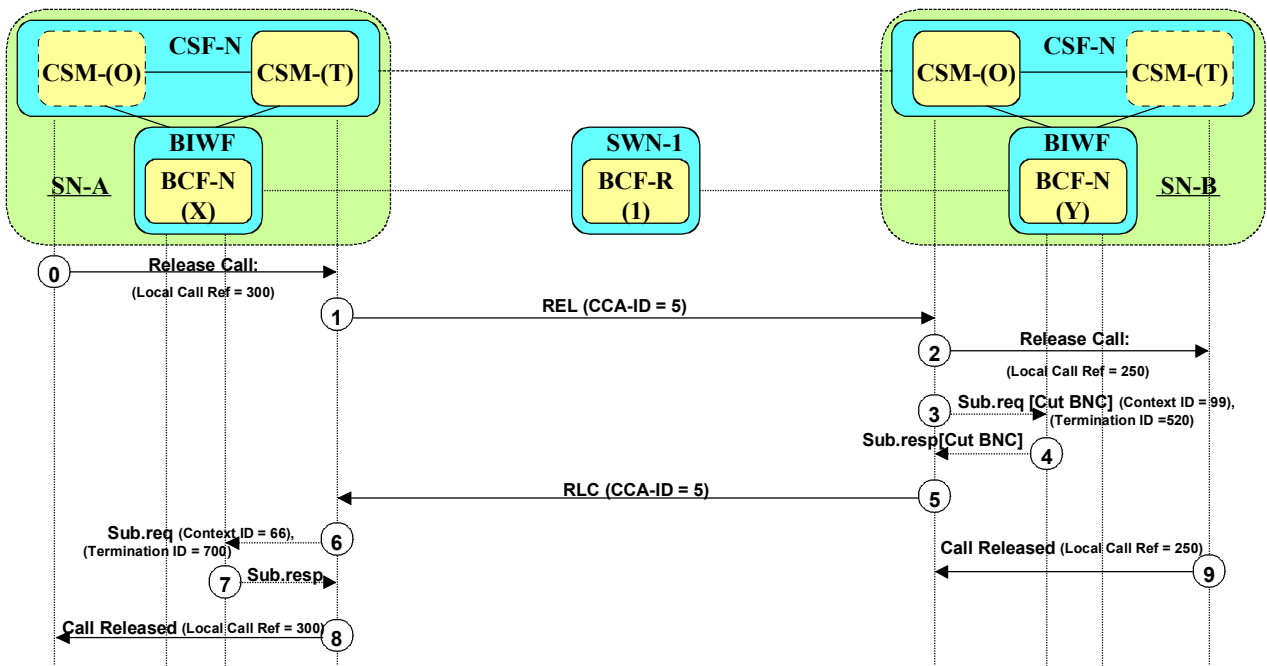 CSF-N
CSM-(O)
CSM-(T)
BIWF
BCF-N
(X)
SN-A
SWN-1
BCF-R
(1)
CSF-N
CSM-(O)
CSM-(T)
BIWF
BCF-N
(Y)
SN-B
0
Release Call:
(Local Call Ref = 300)
1
REL (CCA-ID = 5)
2
Release Call:
(Local Call Ref = 250)
3
Sub.req [Cut BNC] (Context ID = 99),
(Termination ID =520)
Sub.resp[Cut BNC]
4
RLC (CCA-ID = 5)
5
Sub.req (Context ID = 66),
(Termination ID = 700)
6
7
Sub.resp
Call Released (Local Call Ref = 250)
9
Call Released (Local Call Ref = 300)
8